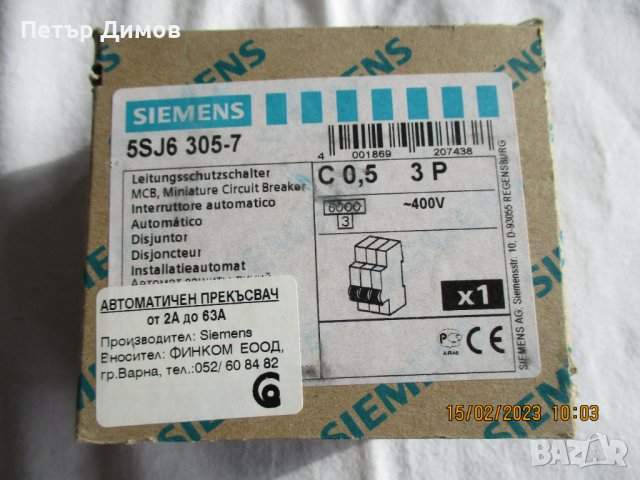 Петър Димов
SIEMENS
5SJ6 305-7
4 001869 207438
Leitungsschutzschalter
MCB, Miniature Circuit Breaker
Interruttore automatico
Automático
Disjuntor
Disjoncteur
Installatieautomat
C 0,5 3 P
6000
3
~400V
x1
SIEMENS AG, Siemensstr. 10, D-93055 REGENSBURG
АВТОМАТИЧЕН ПРЕКЪСВАЧ
от 2А до 63А
Производител: Siemens
Вносител: ФИНКОМ ЕООД,
гр.Варна, тел.:052/ 60 84 82
АЯ46
CE
SIEMENS
15/02/2023 10:03
BAZAR